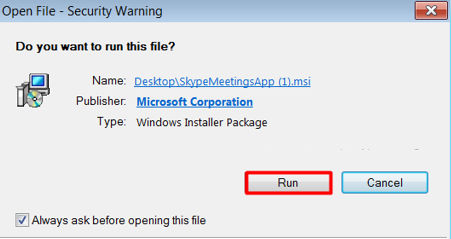 Open File - Security Warning
Do you want to run this file?
Name: Desktop\SkypeMeetingsApp (1).msi
Publisher: Microsoft Corporation
Type: Windows Installer Package
Run Cancel
Always ask before opening this file